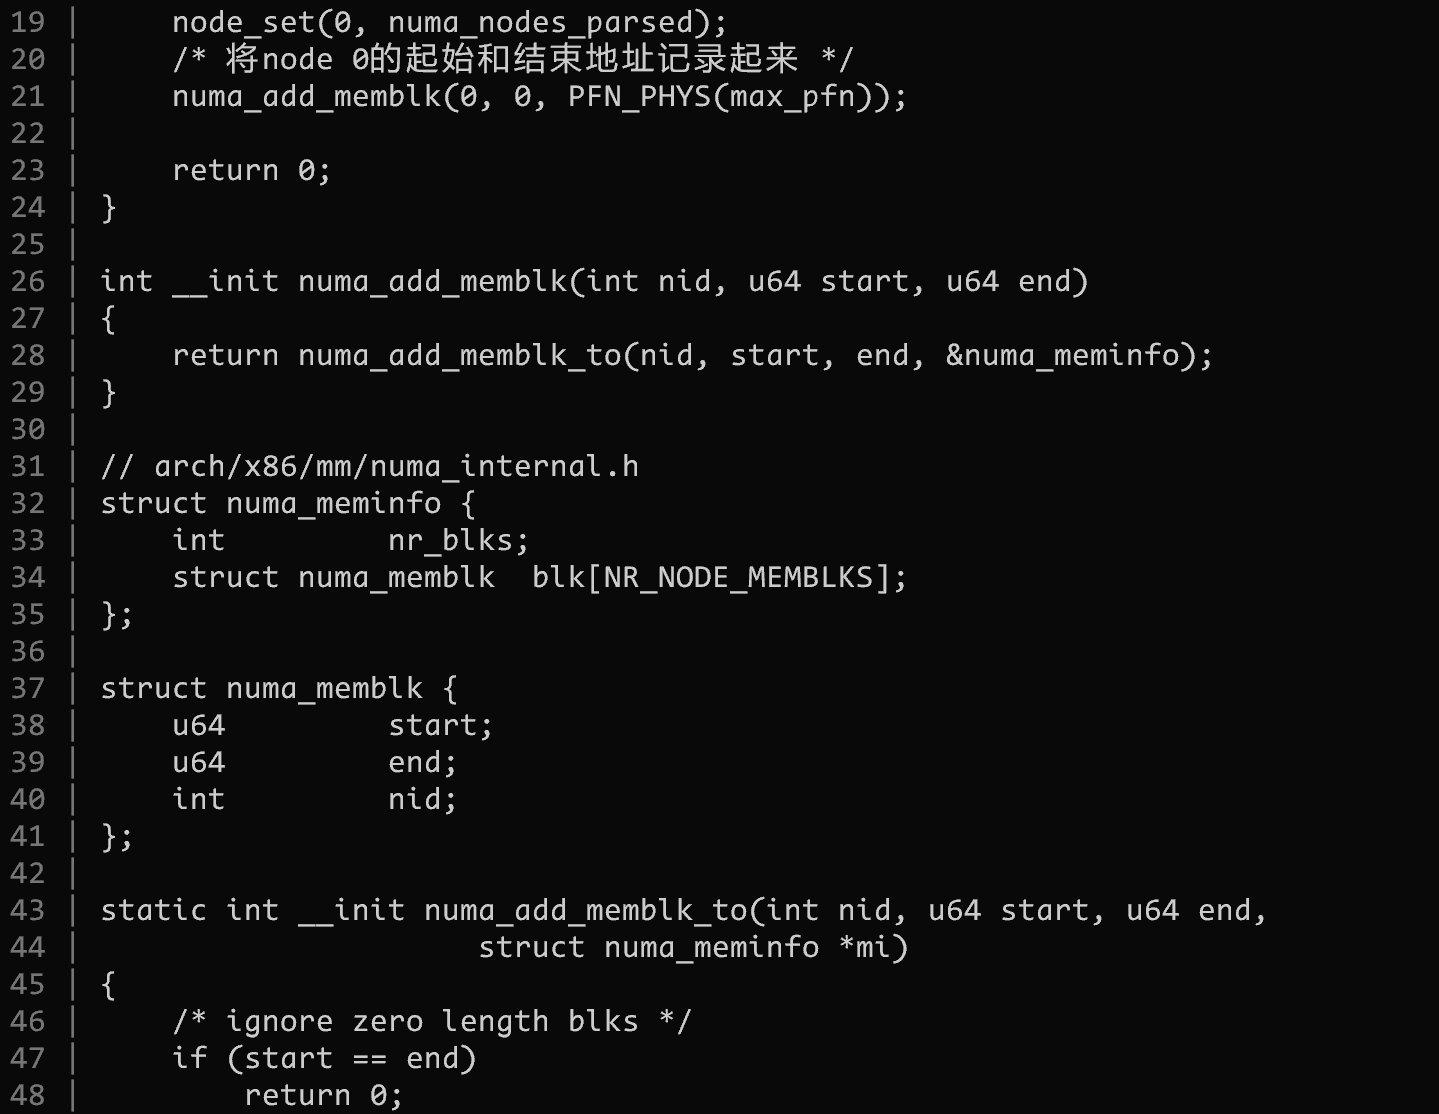 19 |     node_set(0, numa_nodes_parsed);
20 |     /* 将node 0的起始和结束地址记录起来 */
21 |     numa_add_memblk(0, 0, PFN_PHYS(max_pfn));
22 |
23 |     return 0;
24 | }
25 |
26 | int __init numa_add_memblk(int nid, u64 start, u64 end)
27 | {
28 |     return numa_add_memblk_to(nid, start, end, &numa_meminfo);
29 | }
30 |
31 | // arch/x86/mm/numa_internal.h
32 | struct numa_meminfo {
33 |     int         nr_blks;
34 |     struct numa_memblk  blk[NR_NODE_MEMBLKS];
35 | };
36 |
37 | struct numa_memblk {
38 |     u64         start;
39 |     u64         end;
40 |     int         nid;
41 | };
42 |
43 | static int __init numa_add_memblk_to(int nid, u64 start, u64 end,
44 |                      struct numa_meminfo *mi)
45 | {
46 |     /* ignore zero length blks */
47 |     if (start == end)
48 |         return 0;